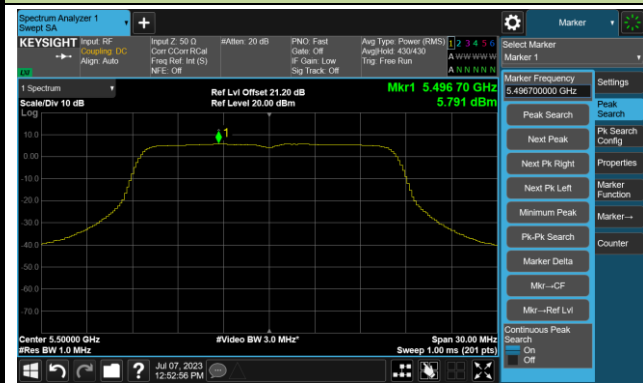 Spectrum Analyzer 1
Swept SA
+
Marker
KEYSIGHT
Input: RF
Coupling: DC
Align: Auto
Input Z: 50 Ω
Corr CCorr RCal
Freq Ref: Int (S)
NFE: Off
#Atten: 20 dB
PNO: Fast
Gate: Off
IF Gain: Low
Sig Track: Off
Avg Type: Power (RMS)
Avg|Hold: 430/430
Trig: Free Run
1 2 3 4 5 6
A W W W W W
A N N N N N
Select Marker
Marker 1
LW
1 Spectrum
Scale/Div 10 dB
Log
Ref Lvl Offset 21.20 dB
Ref Level 20.00 dBm
Mkr1 5.496 70 GHz
5.791 dBm
1
10.0
0.00
-10.0
-20.0
-30.0
-40.0
-50.0
-60.0
-70.0
Center 5.50000 GHz
#Res BW 1.0 MHz
#Video BW 3.0 MHz*
Span 30.00 MHz
Sweep 1.00 ms (201 pts)
Marker Frequency
5.496700000 GHz
Peak Search
Next Peak
Next Pk Right
Next Pk Left
Minimum Peak
Pk-Pk Search
Marker Delta
Mkr→CF
Mkr→Ref Lvl
Continuous Peak
Search
On
Off
Settings
Peak
Search
Pk Search
Config
Properties
Marker
Function
Marker→
Counter
?
Jul 07, 2023
12:52:56 PM